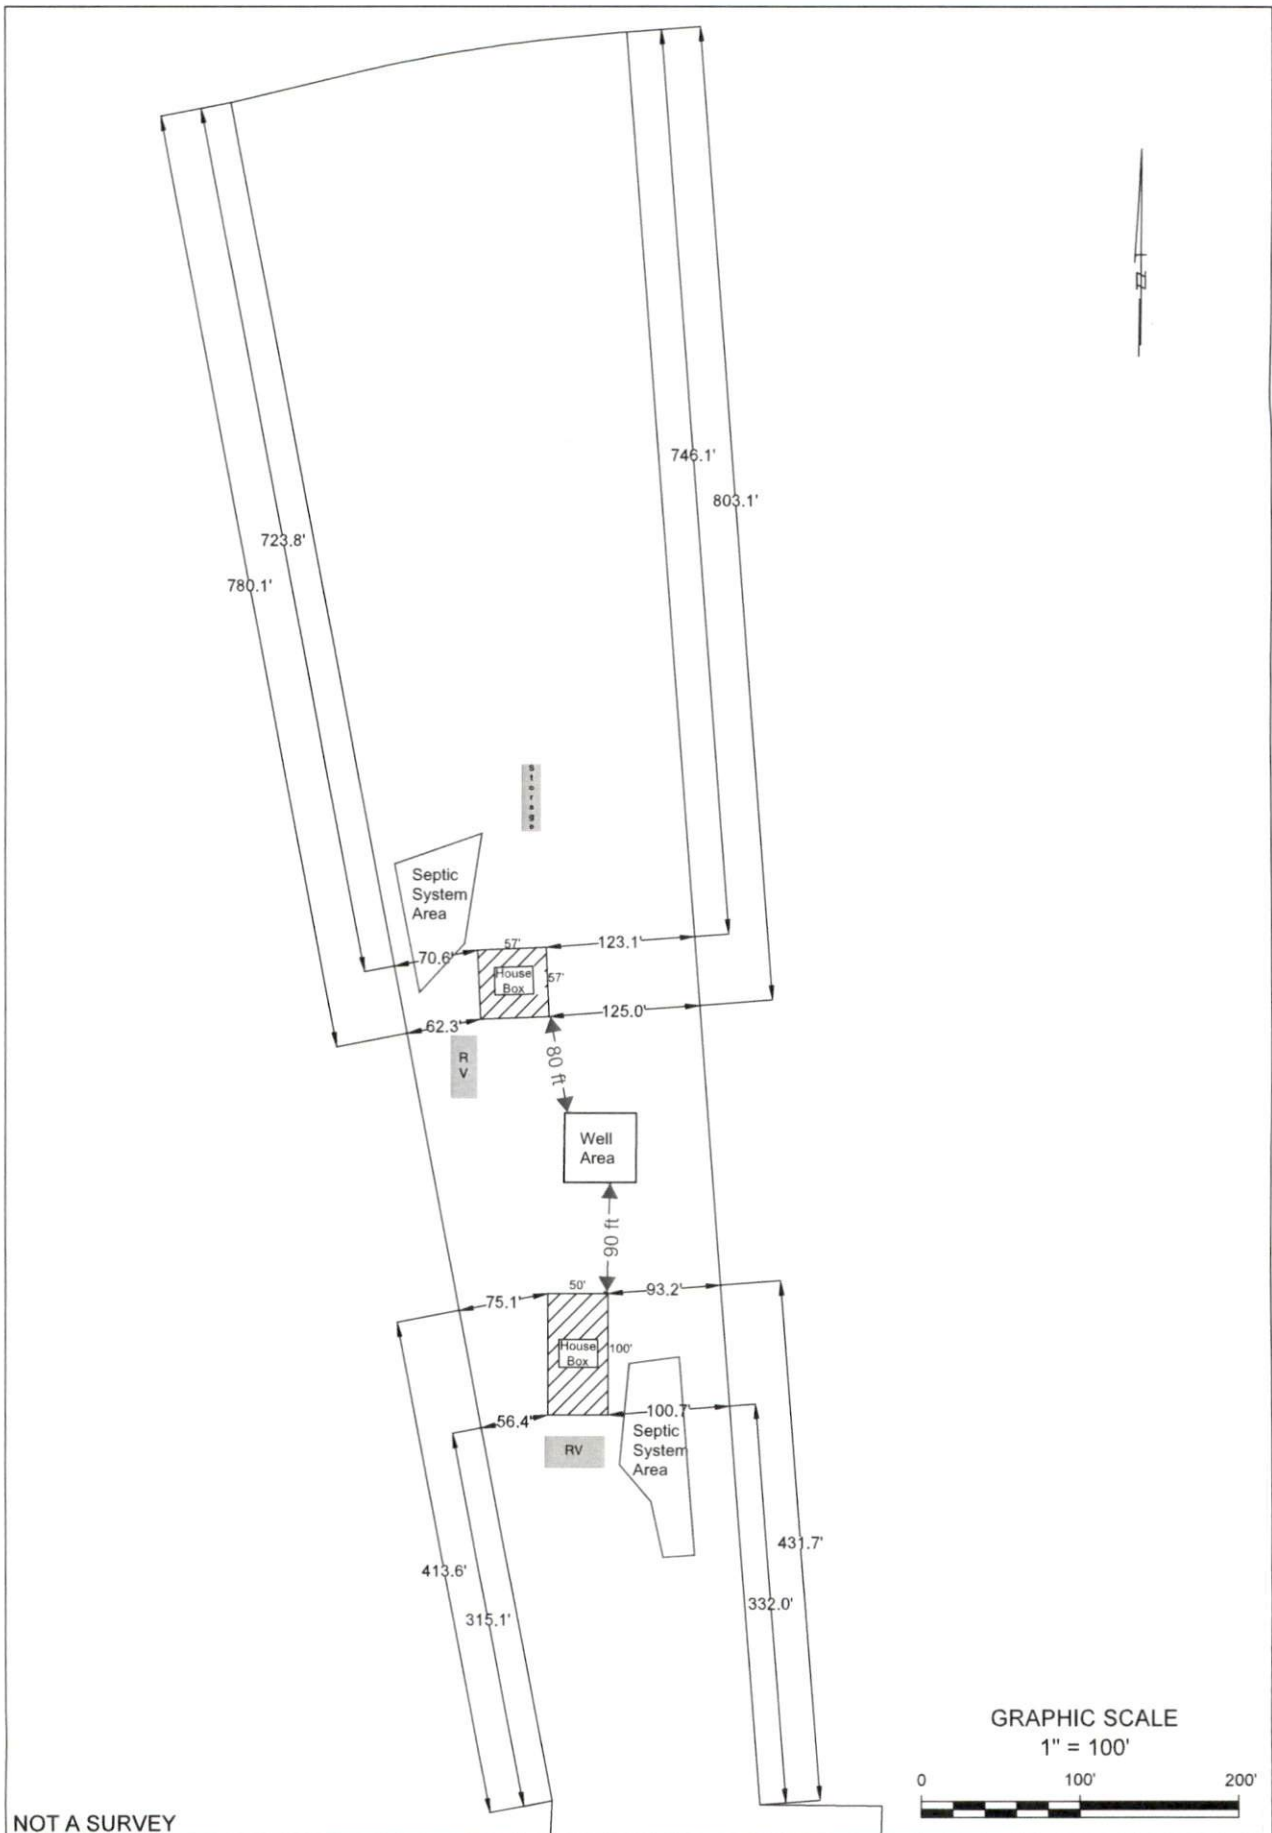 746.1'
803.1'
723.8'
780.1'
Storage
Septic
System
Area
57'
123.1'
70.6'
House
Box
57'
125.0'
62.3'
R
V
80 ft
Well
Area
90 ft
50'
93.2'
75.1'
House
Box
100'
56.4'
100.7'
Septic
System
Area
RV
431.7'
413.6'
332.0'
315.1'
GRAPHIC SCALE
1" = 100'
0 100' 200'
NOT A SURVEY
N